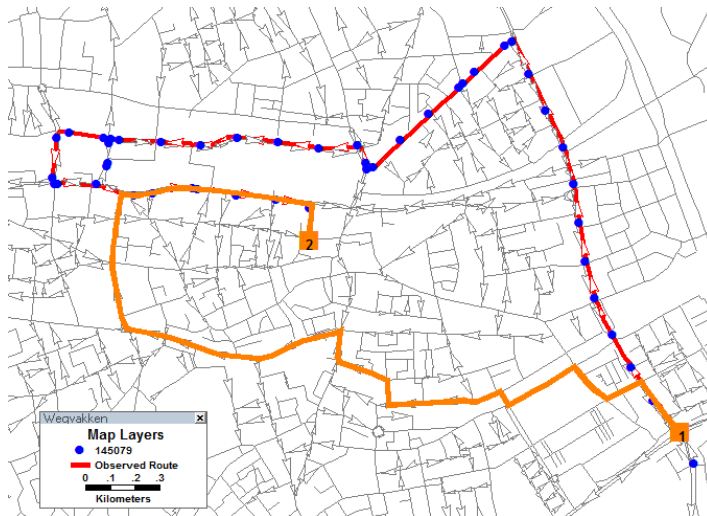 2
1
Wegvakken
Map Layers
145079
Observed Route
0 .1 .2 .3
Kilometers